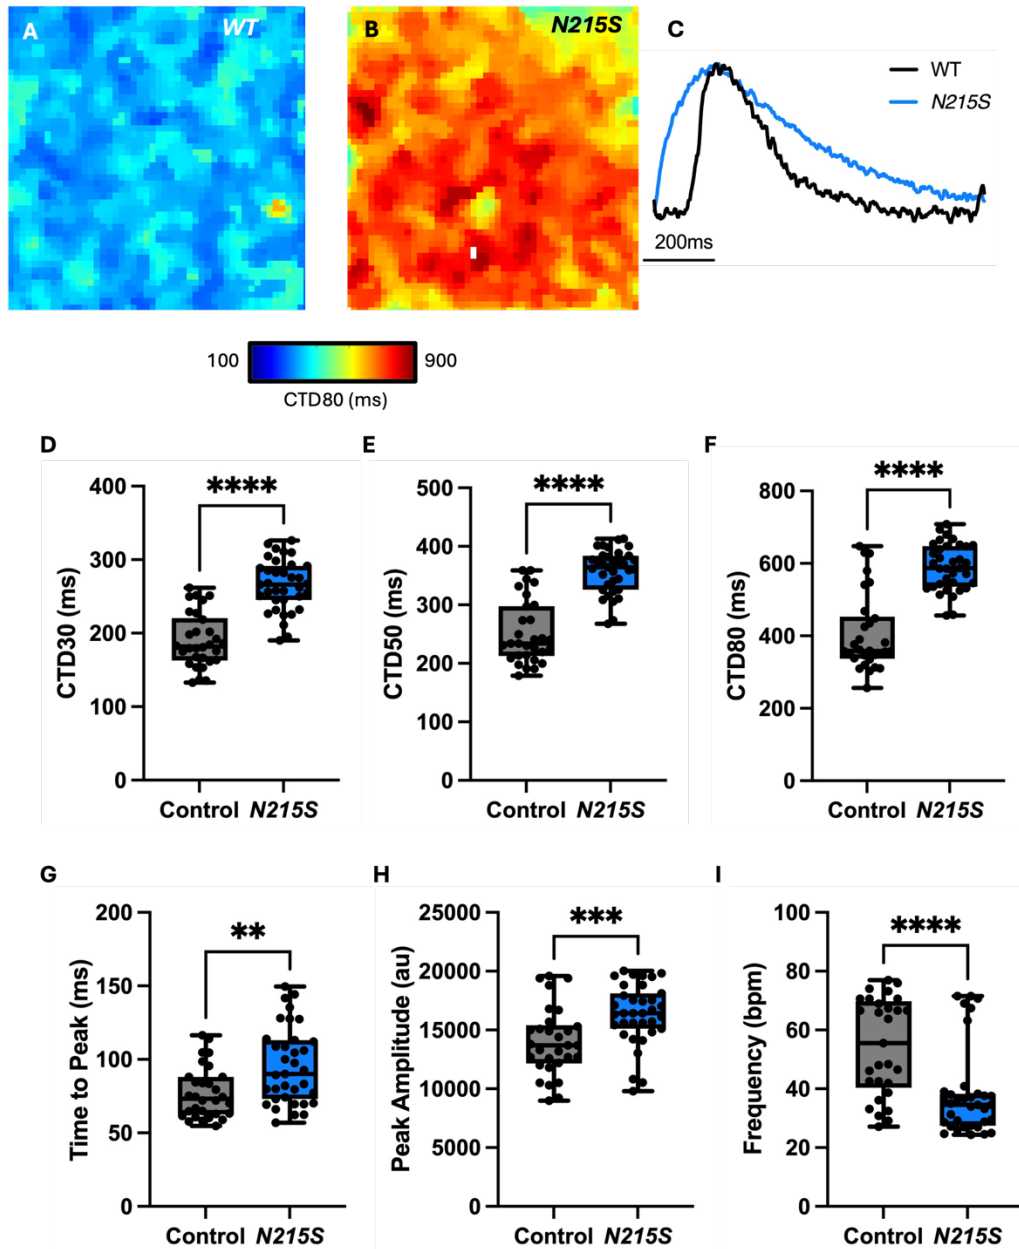 A WT
B N215S
C
WT
N215S
200ms
100 900
CTD80 (ms)
D
400
300
200
100
0
CTD30 (ms)
****
Control N215S
E
500
400
300
200
100
0
CTD50 (ms)
****
Control N215S
F
800
600
400
200
0
CTD80 (ms)
****
Control N215S
G
200
150
100
50
0
Time to Peak (ms)
**
Control N215S
H
25000
20000
15000
10000
5000
0
Peak Amplitude (au)
***
Control N215S
I
100
80
60
40
20
0
Frequency (bpm)
****
Control N215S